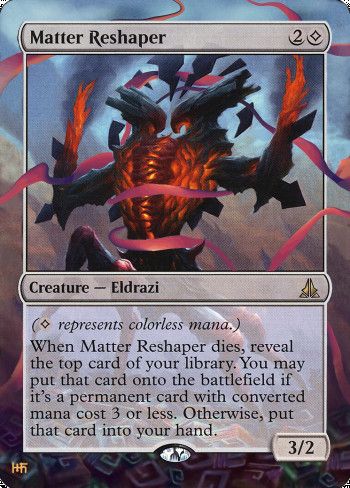 Matter Reshaper 2
Creature — Eldrazi
(◇ represents colorless mana.)
When Matter Reshaper dies, reveal
the top card of your library. You may
put that card onto the battlefield if
it's a permanent card with converted
mana cost 3 or less. Otherwise, put
that card into your hand.
3/2